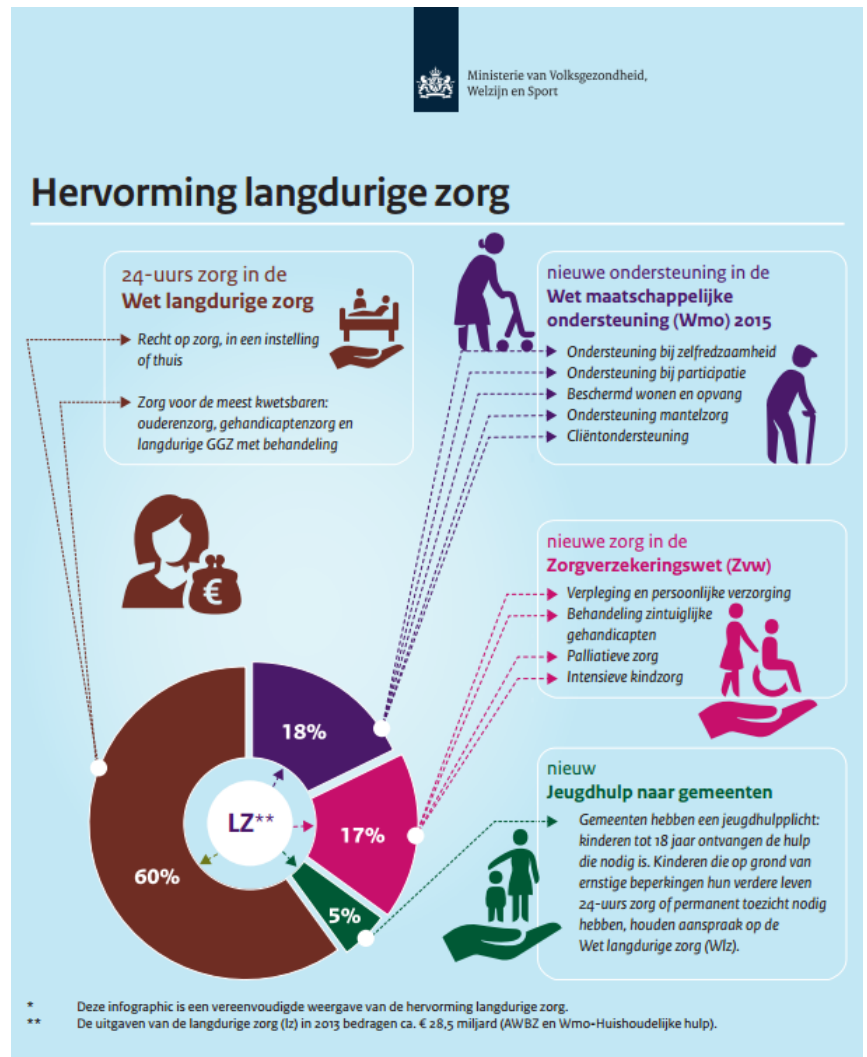 Ministerie van Volksgezondheid,
Welzijn en Sport
Hervorming langdurige zorg
24-uurs zorg in de
Wet langdurige zorg
Recht op zorg, in een instelling
of thuis
Zorg voor de meest kwetsbaren:
ouderenzorg, gehandicaptenzorg en
langdurige GGZ met behandeling
€
nieuwe ondersteuning in de
Wet maatschappelijke
ondersteuning (Wmo) 2015
Ondersteuning bij zelfredzaamheid
Ondersteuning bij participatie
Beschermd wonen en opvang
Ondersteuning mantelzorg
Cliëntondersteuning
nieuwe zorg in de
Zorgverzekeringswet (Zvw)
Verpleging en persoonlijke verzorging
Behandeling zintuiglijke
gehandicapten
Palliatieve zorg
Intensieve kindzorg
nieuw
Jeugdhulp naar gemeenten
Gemeenten hebben een jeugdhulpplicht:
kinderen tot 18 jaar ontvangen de hulp
die nodig is. Kinderen die op grond van
ernstige beperkingen hun verdere leven
24-uurs zorg of permanent toezicht nodig
hebben, houden aanspraak op de
Wet langdurige zorg (Wlz).
18%
17%
5%
60%
LZ**
* Deze infographic is een vereenvoudigde weergave van de hervorming langdurige zorg.
** De uitgaven van de langdurige zorg (lz) in 2013 bedragen ca. € 28,5 miljard (AWBZ en Wmo-Huishoudelijke hulp).